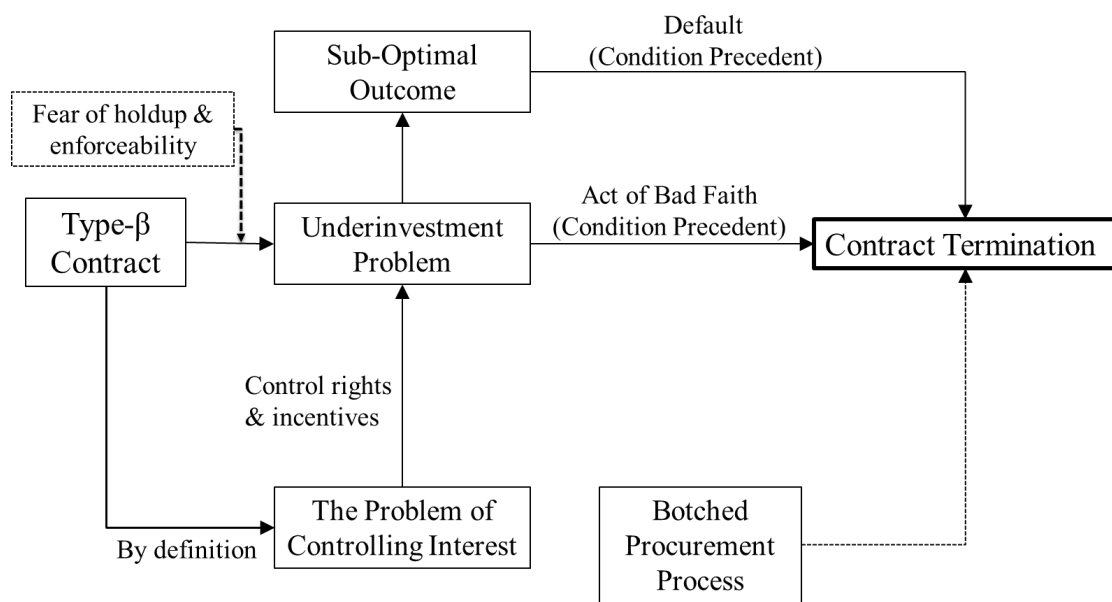 Default
(Condition Precedent)
Sub-Optimal
Outcome
Fear of holdup &
enforceability
Type-β
Contract
Underinvestment
Problem
Act of Bad Faith
(Condition Precedent)
Contract Termination
Control rights
& incentives
The Problem of
Controlling Interest
By definition
Botched
Procurement
Process